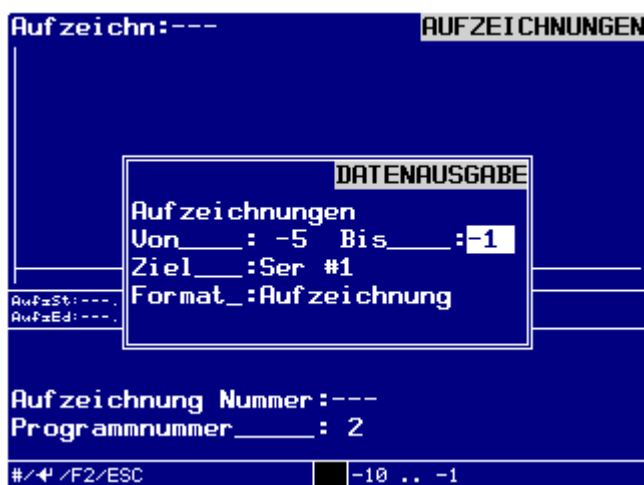 Aufzeichn:--- AUFZEICHNUNGEN
DATENAUSGABE
Aufzeichnungen
Von____: -5 Bis____:-1
Ziel___:Ser #1
Format_:Aufzeichnung
AufzSt:---.
AufzEd:---.
Aufzeichnung Nummer:---
Programmnummer______: 2
#/↵/F2/ESC -10 .. -1